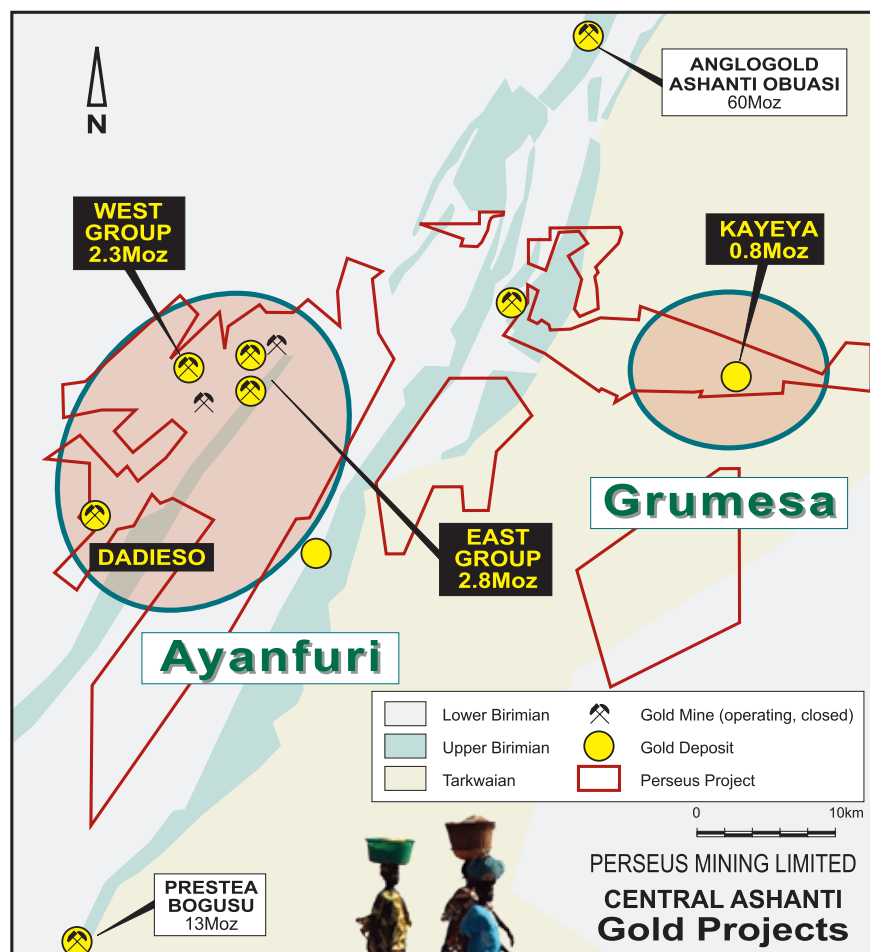 ANGLOGOLD
ASHANTI OBUASI
60Moz
N
WEST
GROUP
2.3Moz
KAYEYA
0.8Moz
Grumesa
EAST
GROUP
2.8Moz
DADIESO
Ayanfuri
Lower Birimian
Gold Mine (operating, closed)
Upper Birimian
Gold Deposit
Tarkwaian
Perseus Project
0
10km
PERSEUS MINING LIMITED
CENTRAL ASHANTI
Gold Projects
PRESTEA
BOGUSU
13Moz